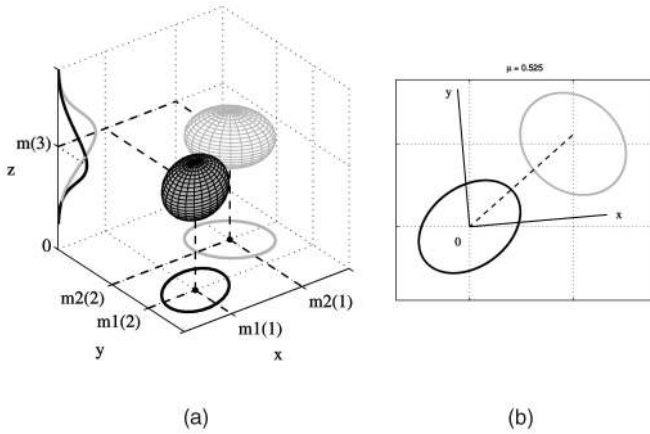 m(3)
z
0
m2(2)
m1(2)
y
m1(1)
m2(1)
x
(a)
μ = 0.525
y
x
0
(b)